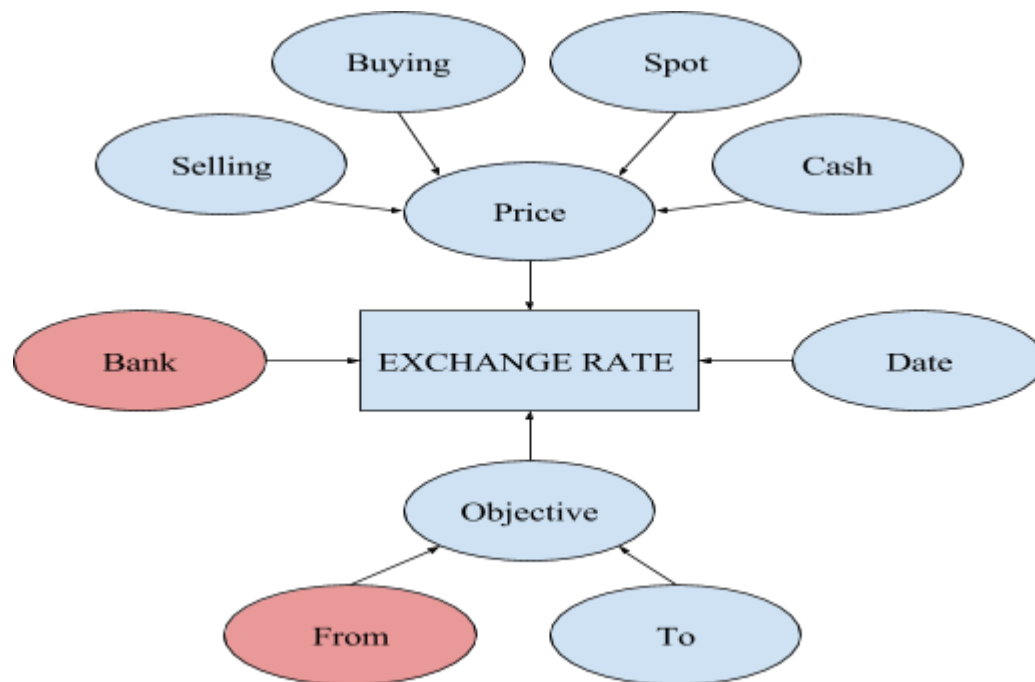 Buying
Spot
Selling
Cash
Price
Bank
EXCHANGE RATE
Date
Objective
From
To